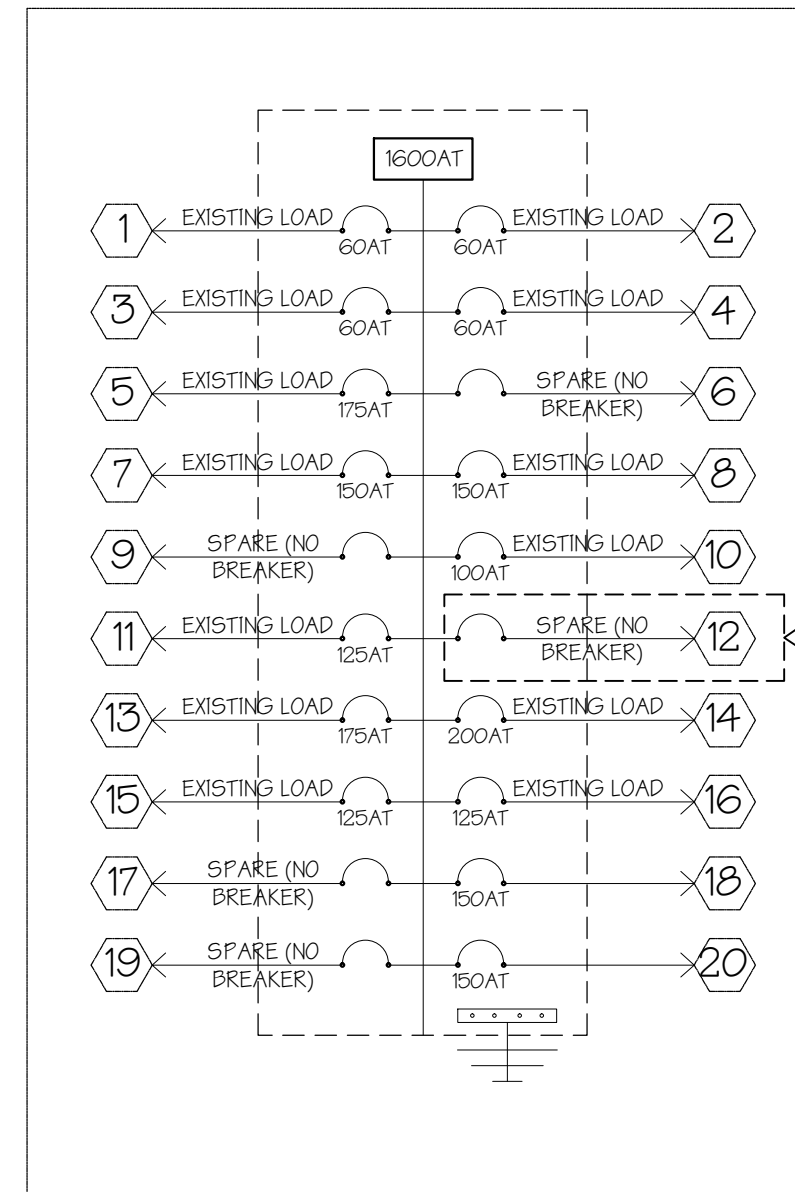 1600AT
1 EXISTING LOAD EXISTING LOAD 2
60AT 60AT
3 EXISTING LOAD EXISTING LOAD 4
60AT 60AT
5 EXISTING LOAD SPARE (NO 6
175AT BREAKER)
7 EXISTING LOAD EXISTING LOAD 8
150AT 150AT
9 SPARE (NO EXISTING LOAD 10
BREAKER) 100AT
11 EXISTING LOAD SPARE (NO 12
125AT BREAKER)
13 EXISTING LOAD EXISTING LOAD 14
175AT 200AT
15 EXISTING LOAD EXISTING LOAD 16
125AT 125AT
17 SPARE (NO 18
BREAKER) 150AT
19 SPARE (NO 20
BREAKER) 150AT